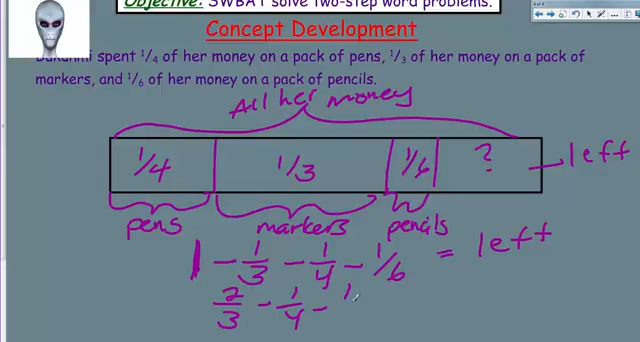 Objective: SWBAT solve two-step word problems.
Concept Development
spent 1/4 of her money on a pack of pens, 1/3 of her money on a pack of
markers, and 1/6 of her money on a pack of pencils.
All her money
1/4 1/3 1/6 ? left
pens markers pencils
1 - 1/3 - 1/4 - 1/6 = left
2/3 - 1/4 - 1